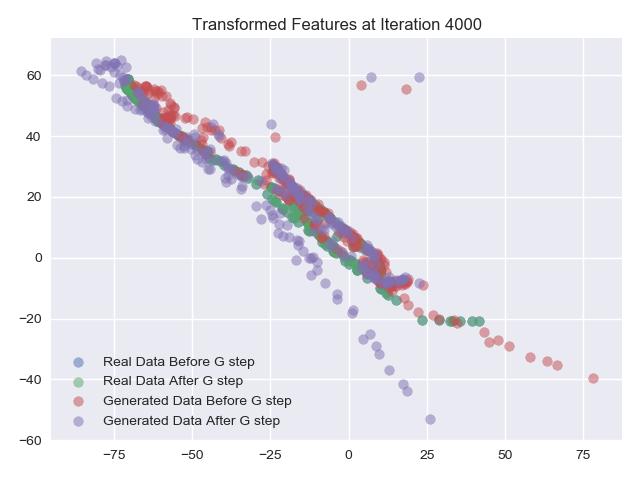 Transformed Features at Iteration 4000
60
40
20
0
−20
−40
−60
Real Data Before G step
Real Data After G step
Generated Data Before G step
Generated Data After G step
−75 −50 −25 0 25 50 75